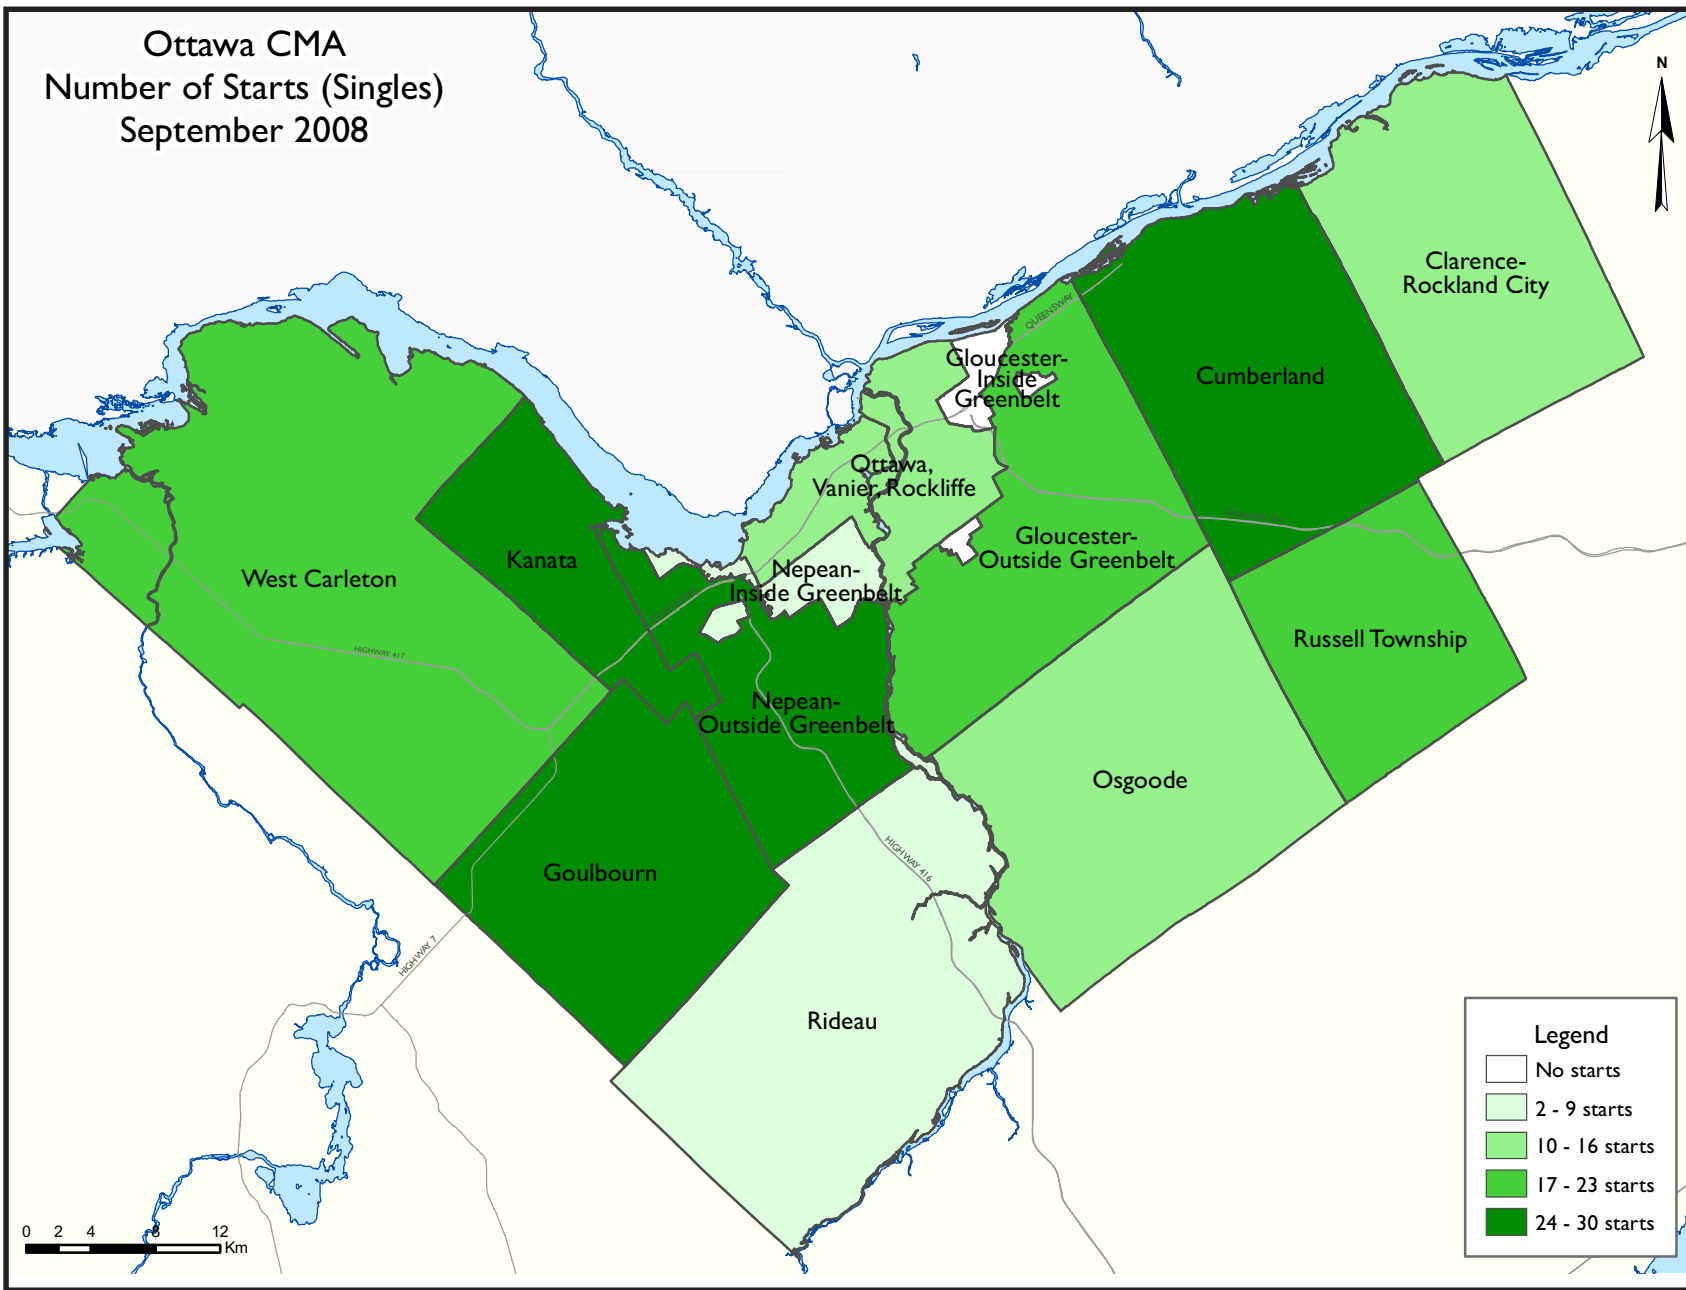 Ottawa CMA
Number of Starts (Singles)
September 2008
N
Clarence-
Rockland City
QUEENSWAY
Gloucester-
Inside
Greenbelt
Cumberland
Ottawa,
Vanier, Rockliffe
Gloucester-
Outside Greenbelt
Kanata
West Carleton
Nepean-
Inside Greenbelt
Russell Township
HIGHWAY 417
Nepean-
Outside Greenbelt
Osgoode
HIGHWAY 416
Goulbourn
HIGHWAY 7
Rideau
Legend
No starts
2 - 9 starts
10 - 16 starts
17 - 23 starts
24 - 30 starts
0 2 4 8 12
Km